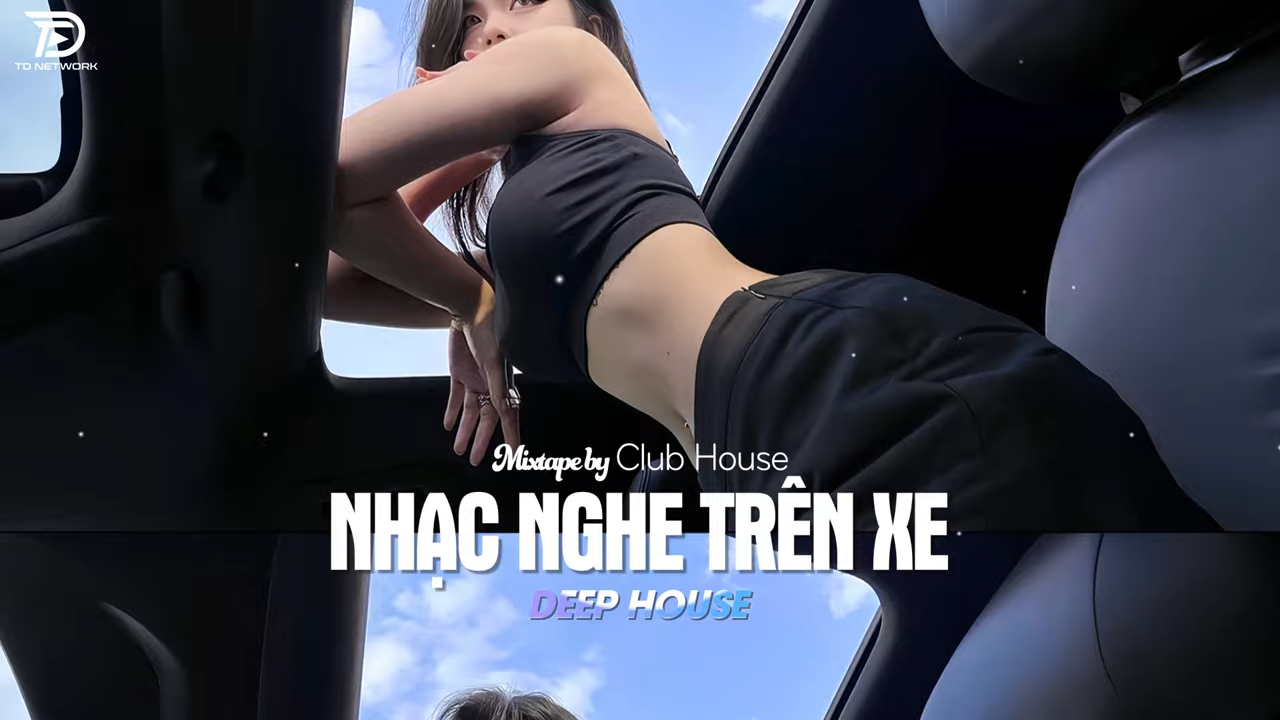 TD NETWORK
Mixtape by Club House
NHẠC NGHE TRÊN XE
DEEP HOUSE